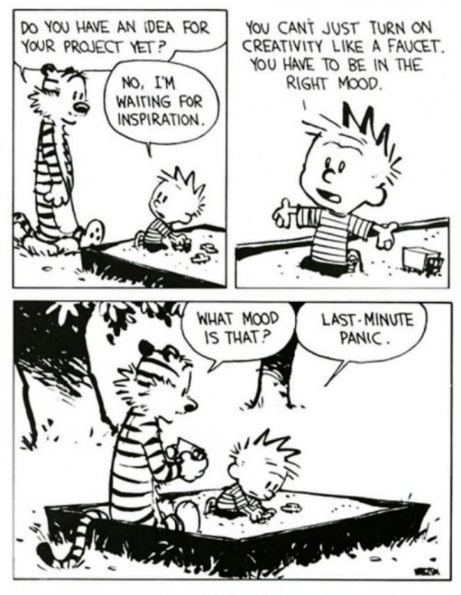 DO YOU HAVE AN IDEA FOR
YOUR PROJECT YET?
NO, I'M
WAITING FOR
INSPIRATION.
YOU CAN'T JUST TURN ON
CREATIVITY LIKE A FAUCET.
YOU HAVE TO BE IN THE
RIGHT MOOD.
WHAT MOOD
IS THAT?
LAST-MINUTE
PANIC.